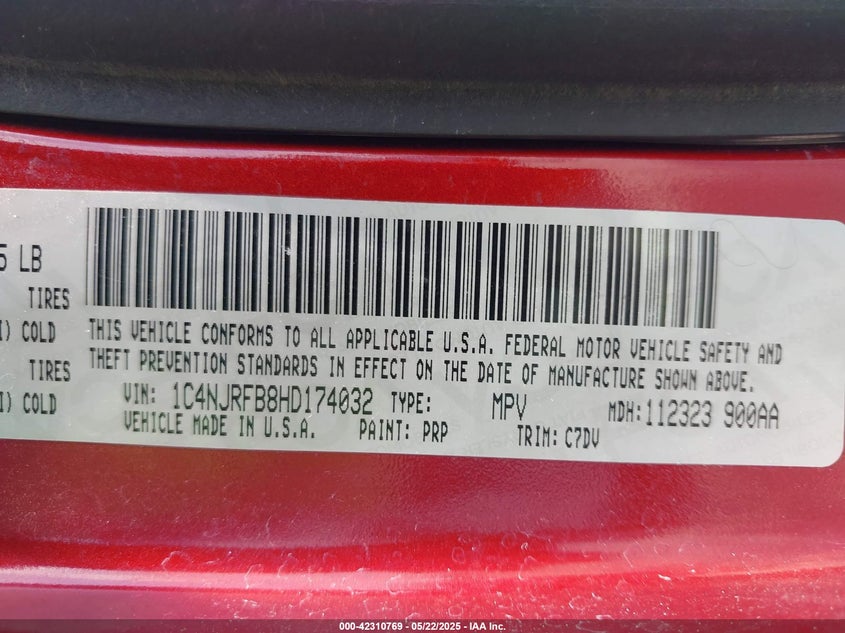 5 LB
TIRES
I) COLD
TIRES
I) COLD
THIS VEHICLE CONFORMS TO ALL APPLICABLE U.S.A. FEDERAL MOTOR VEHICLE SAFETY AND
THEFT PREVENTION STANDARDS IN EFFECT ON THE DATE OF MANUFACTURE SHOWN ABOVE.
VIN: 1C4NJRFB8HD174032 TYPE: MPV MDH: 112323 900AA
VEHICLE MADE IN U.S.A. PAINT: PRP TRIM: C7DV
000-42310769 - 05/22/2025 - IAA Inc.